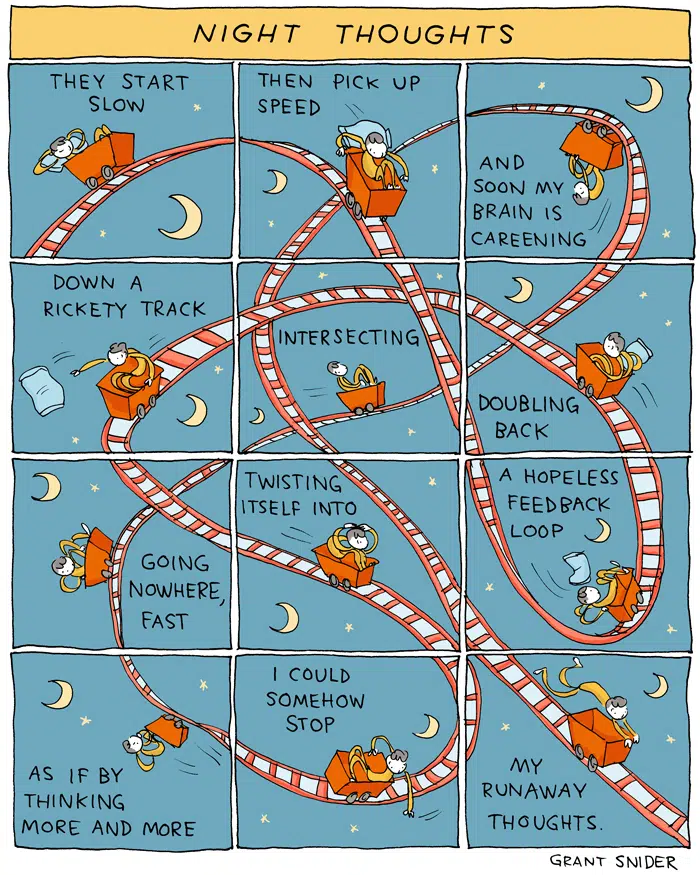 NIGHT THOUGHTS
THEY START
SLOW
THEN PICK UP
SPEED
AND
SOON MY
BRAIN IS
CAREENING
DOWN A
RICKETY TRACK
INTERSECTING
DOUBLING
BACK
GOING
NOWHERE,
FAST
TWISTING
ITSELF INTO
A HOPELESS
FEEDBACK
LOOP
AS IF BY
THINKING
MORE AND MORE
I COULD
SOMEHOW
STOP
MY
RUNAWAY
THOUGHTS.
GRANT SNIDER